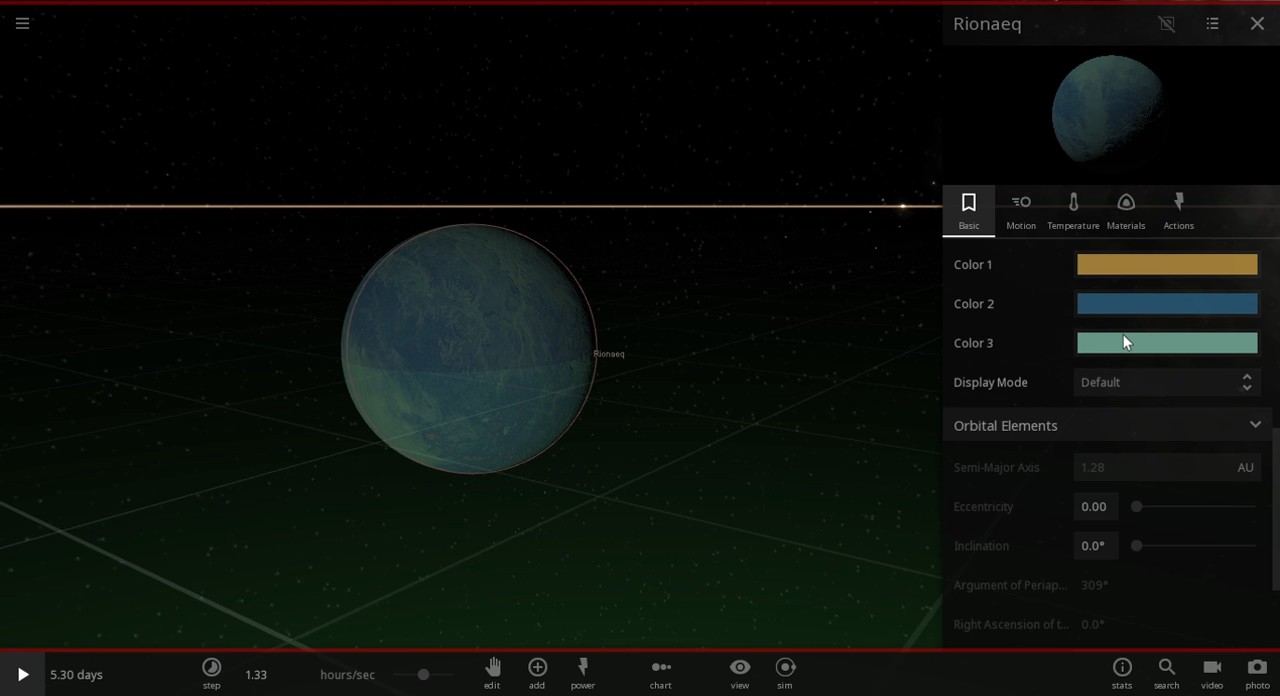 Rionaeq
Basic
Motion
Temperature
Materials
Actions
Color 1
Color 2
Color 3
Display Mode
Default
Orbital Elements
Semi-Major Axis
1.28
AU
Eccentricity
0.00
Inclination
0.0°
Argument of Periap...
309°
Right Ascension of t...
0.0°
Rionaeq
5.30 days
step
1.33
hours/sec
edit
add
power
chart
view
sim
stats
search
video
photo